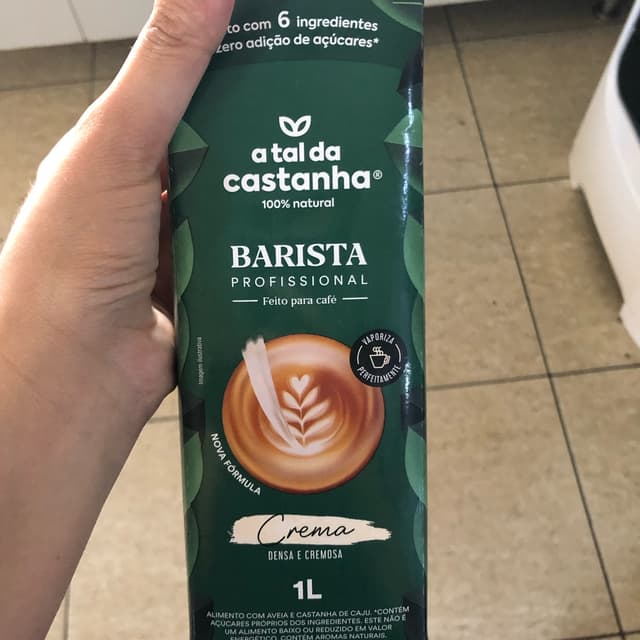 to com 6 ingredientes
zero adição de açúcares*
a tal da
castanha®
100% natural
BARISTA
PROFISSIONAL
Feito para café
VAPORIZA
PERFEITAMENTE
Imagem ilustrativa
NOVA FÓRMULA
Crema
DENSA E CREMOSA
1L
ALIMENTO COM AVEIA E CASTANHA DE CAJU. *CONTÉM
AÇÚCARES PRÓPRIOS DOS INGREDIENTES. ESTE NÃO É
UM ALIMENTO BAIXO OU REDUZIDO EM VALOR
ENERGÉTICO. CONTÉM AROMAS NATURAIS.